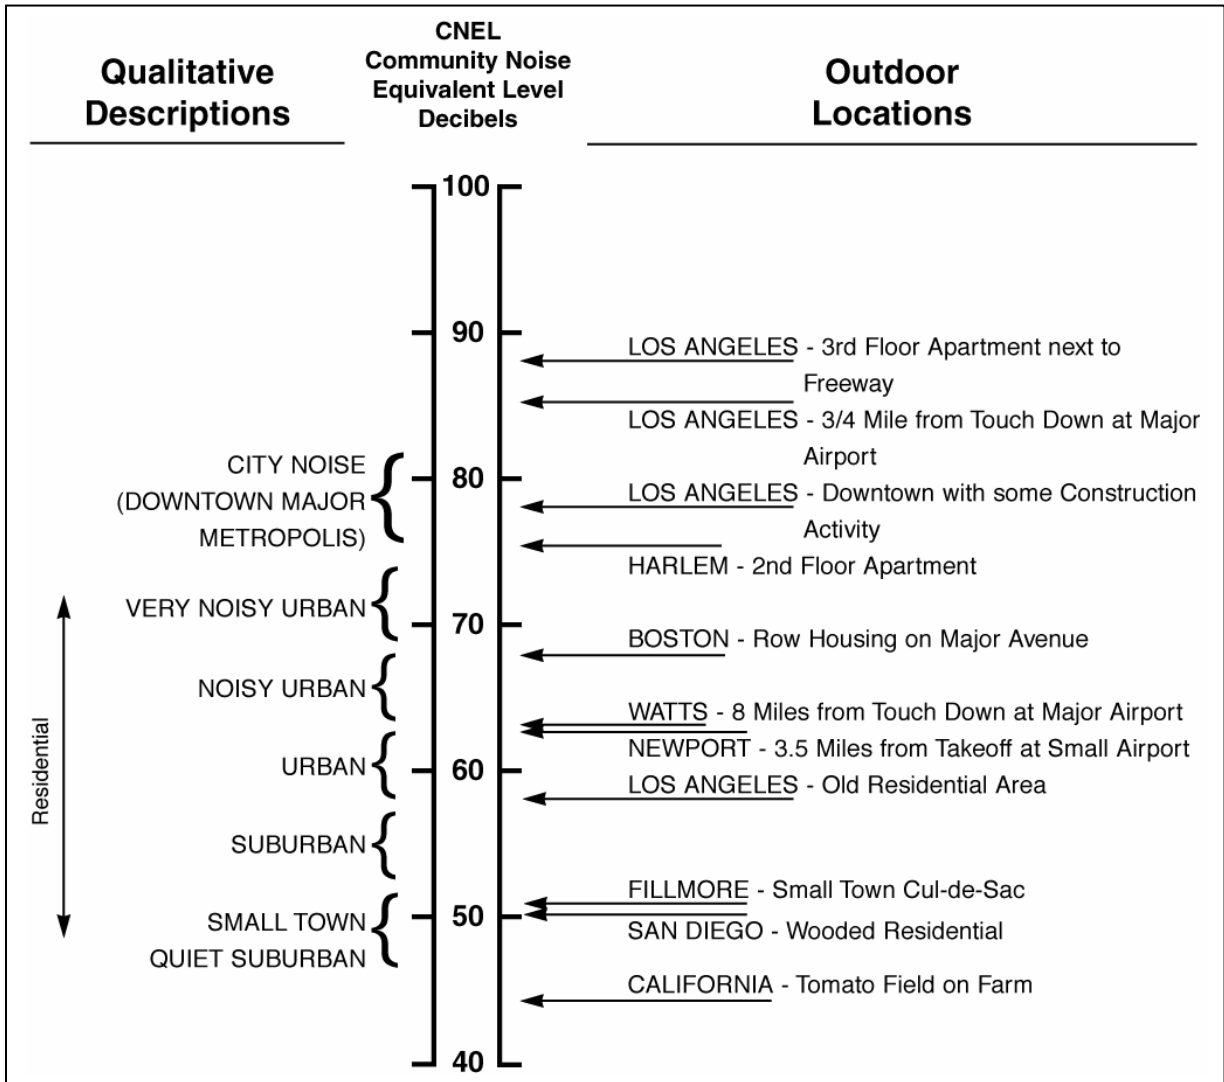 CNEL
Community Noise
Equivalent Level
Decibels
Qualitative
Descriptions
Outdoor
Locations
100
90
80
70
60
50
40
CITY NOISE
(DOWNTOWN MAJOR
METROPOLIS)
VERY NOISY URBAN
NOISY URBAN
URBAN
SUBURBAN
SMALL TOWN
QUIET SUBURBAN
Residential
LOS ANGELES - 3rd Floor Apartment next to
Freeway
LOS ANGELES - 3/4 Mile from Touch Down at Major
Airport
LOS ANGELES - Downtown with some Construction
Activity
HARLEM - 2nd Floor Apartment
BOSTON - Row Housing on Major Avenue
WATTS - 8 Miles from Touch Down at Major Airport
NEWPORT - 3.5 Miles from Takeoff at Small Airport
LOS ANGELES - Old Residential Area
FILLMORE - Small Town Cul-de-Sac
SAN DIEGO - Wooded Residential
CALIFORNIA - Tomato Field on Farm